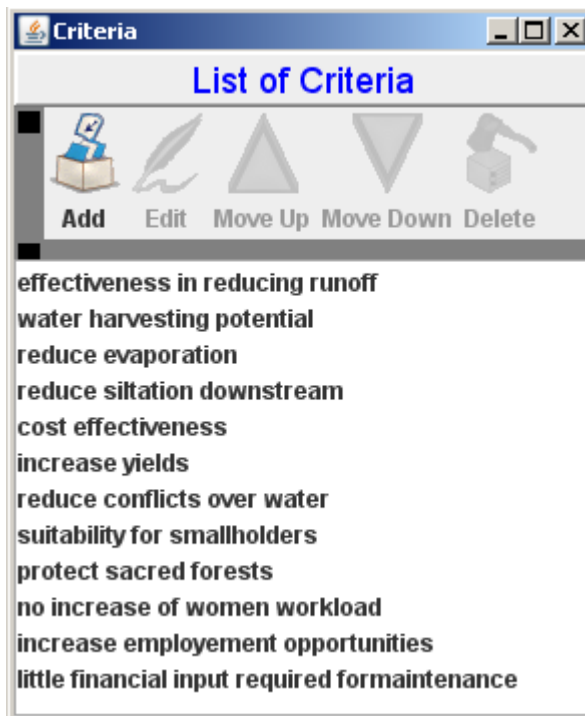 Criteria
List of Criteria
Add Edit Move Up Move Down Delete
effectiveness in reducing runoff
water harvesting potential
reduce evaporation
reduce siltation downstream
cost effectiveness
increase yields
reduce conflicts over water
suitability for smallholders
protect sacred forests
no increase of women workload
increase employement opportunities
little financial input required formaintenance